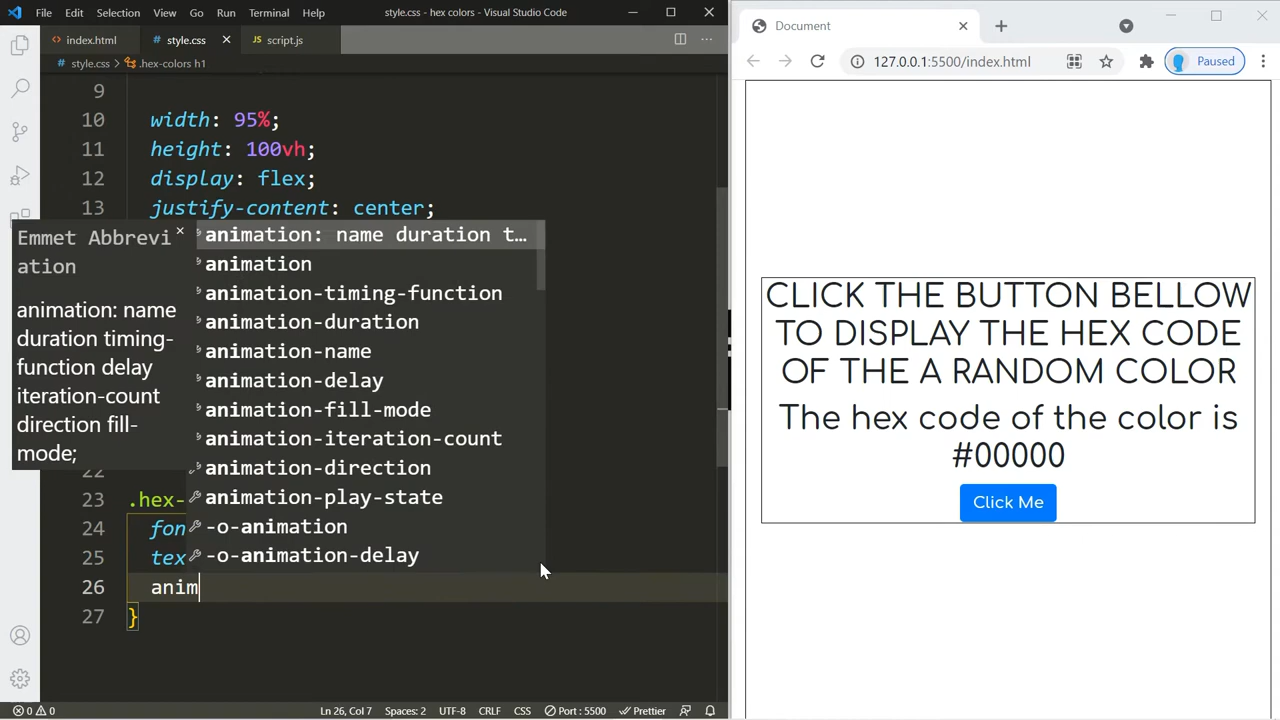 File Edit Selection View Go Run Terminal Help style.css - hex colors - Visual Studio Code
index.html # style.css JS script.js
# style.css > .hex-colors h1
9
10 width: 95%;
11 height: 100vh;
12 display: flex;
13 justify-content: center;
Emmet Abbrevi
ation
animation: name
duration timing-
function delay
iteration-count
direction fill-
mode;
animation: name duration t…
animation
animation-timing-function
animation-duration
animation-name
animation-delay
animation-fill-mode
animation-iteration-count
animation-direction
animation-play-state
-o-animation
-o-animation-delay
22
23 .hex-
24 fon
25 tex
26 anim
27 }
0 0 Ln 26, Col 7 Spaces: 2 UTF-8 CRLF CSS Port : 5500 Prettier
Document
127.0.0.1:5500/index.html Paused
CLICK THE BUTTON BELLOW
TO DISPLAY THE HEX CODE
OF THE A RANDOM COLOR
The hex code of the color is
#00000
Click Me